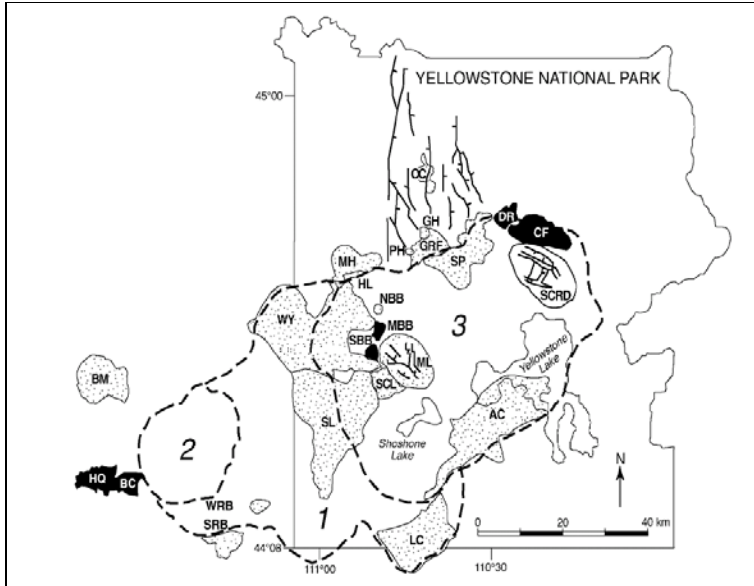 YELLOWSTONE NATIONAL PARK
45°00
OC
GH
DR
CF
PH
GRF
SP
MH
HL
SCRD
NBB
WY
MBB
3
SBB
ML
Yellowstone
Lake
BM
SCL
AC
SL
2
Shoshone
Lake
N
HQ
BC
WRB
1
SRB
LC
0 20 40 km
44°08
111°00
110°30